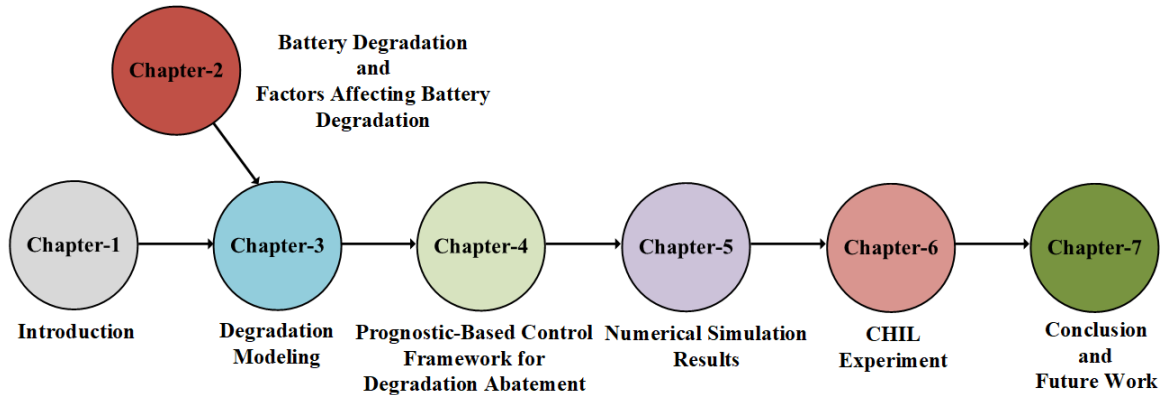 Chapter-2
Battery Degradation
and
Factors Affecting Battery
Degradation
Chapter-1
Chapter-3
Chapter-4
Chapter-5
Chapter-6
Chapter-7
Introduction
Degradation
Modeling
Prognostic-Based Control
Framework for
Degradation Abatement
Numerical Simulation
Results
CHIL
Experiment
Conclusion
and
Future Work